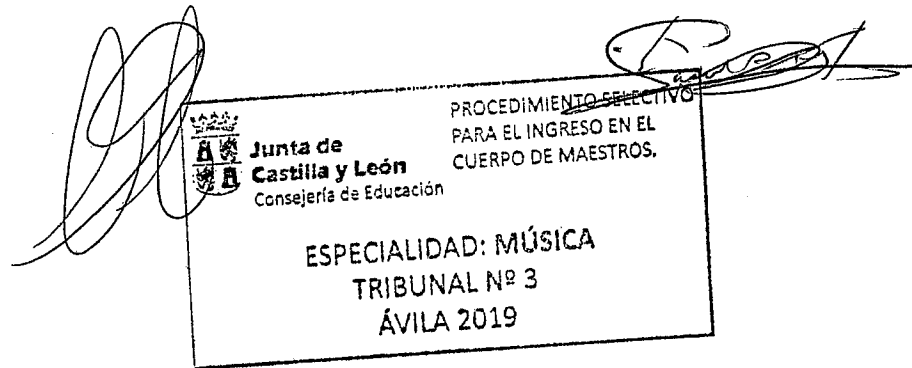 Junta de
Castilla y León
Consejería de Educación
PROCEDIMIENTO SELECTIVO
PARA EL INGRESO EN EL
CUERPO DE MAESTROS.
ESPECIALIDAD: MÚSICA
TRIBUNAL Nº 3
ÁVILA 2019